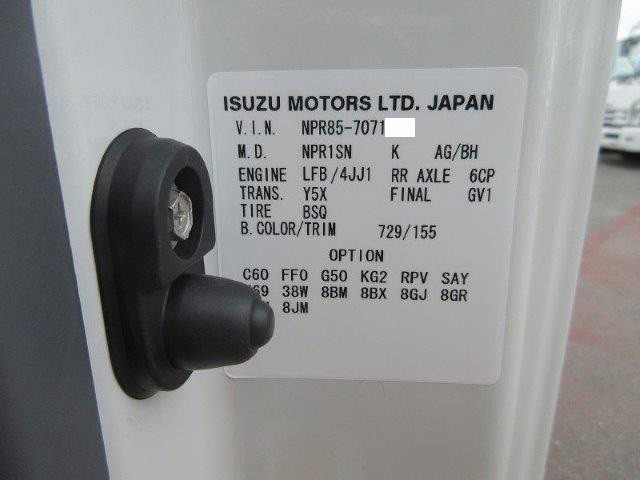 ISUZU MOTORS LTD. JAPAN
V.I.N. NPR85-7071
M.D. NPR1SN K AG/BH
ENGINE LFB/4JJ1 RR AXLE 6CP
TRANS. Y5X FINAL GV1
TIRE BSQ
B.COLOR/TRIM 729/155
OPTION
C60 FF0 G50 KG2 RPV SAY
38W 8BM 8BX 8GJ 8GR
8JM